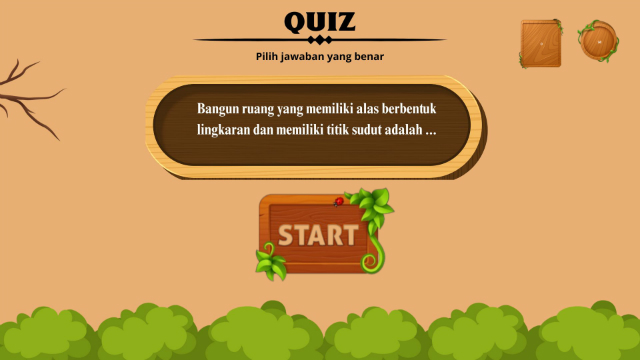 QUIZ
Pilih jawaban yang benar
Bangun ruang yang memiliki alas berbentuk
lingkaran dan memiliki titik sudut adalah ...
START